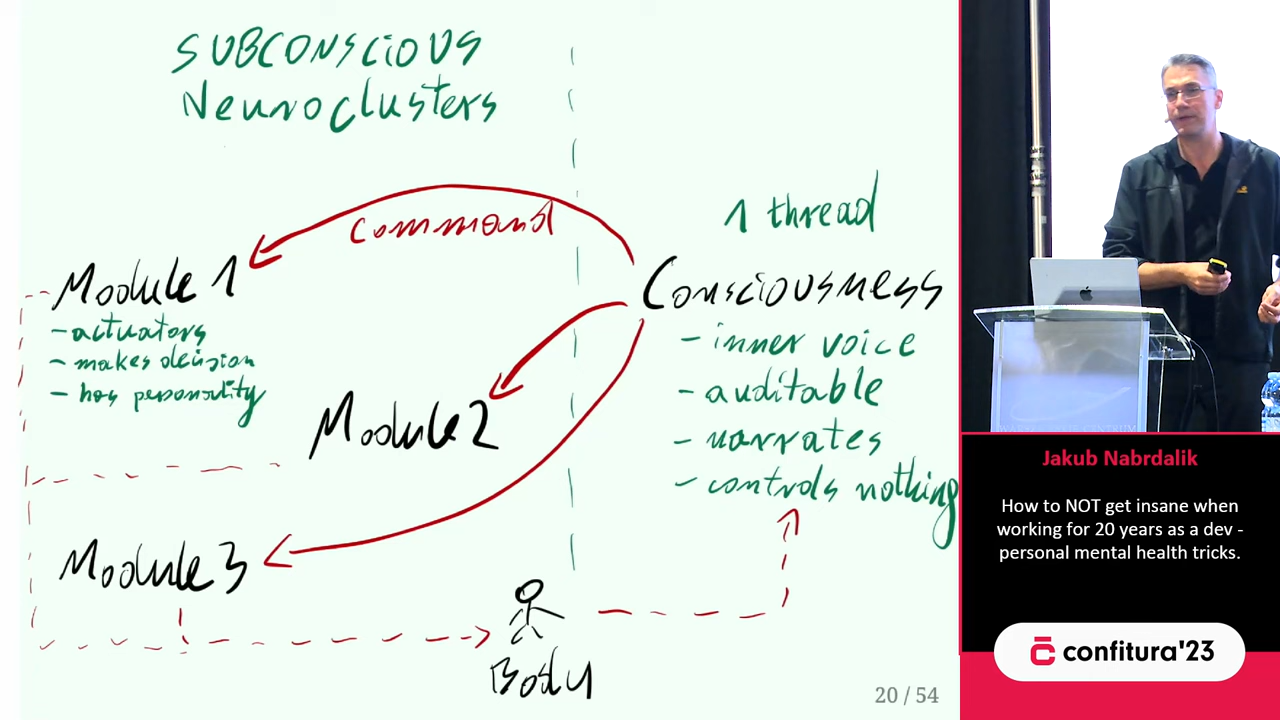 SUBCONSCIOUS
Neuroclusters
Command
1 thread
Module 1
- actuators
- makes decision
- has personality
Consciousness
- inner voice
- auditable
- narrates
- controls nothing
Module 2
Module 3
Body
20 / 54
Jakub Nabrdalik
How to NOT get insane when
working for 20 years as a dev -
personal mental health tricks.
confitura'23